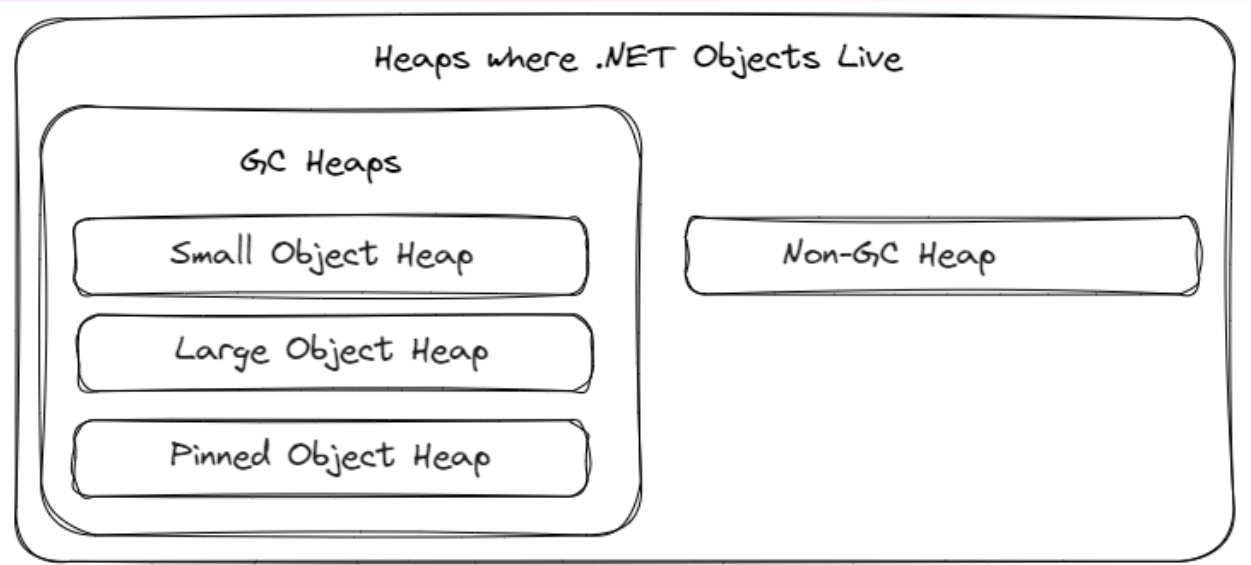 Heaps where .NET Objects Live
GC Heaps
Small Object Heap
Large Object Heap
Pinned Object Heap
Non-GC Heap